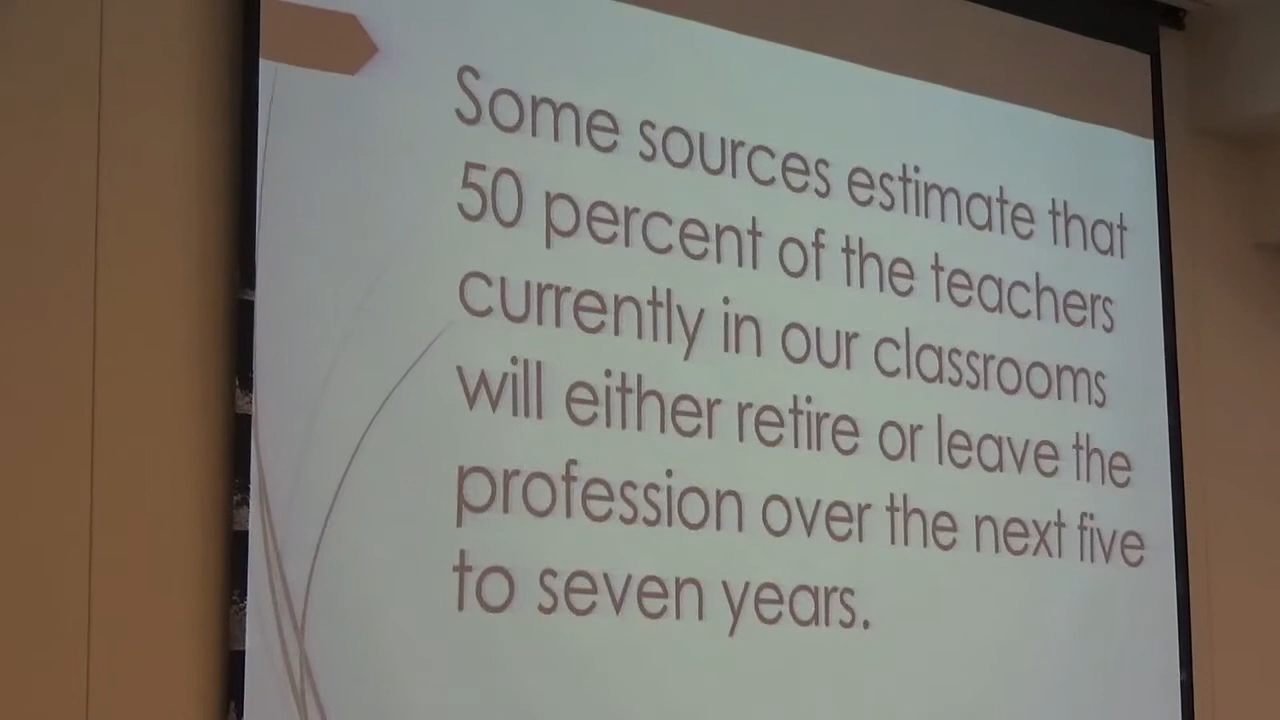 Some sources estimate that
50 percent of the teachers
currently in our classrooms
will either retire or leave the
profession over the next five
to seven years.